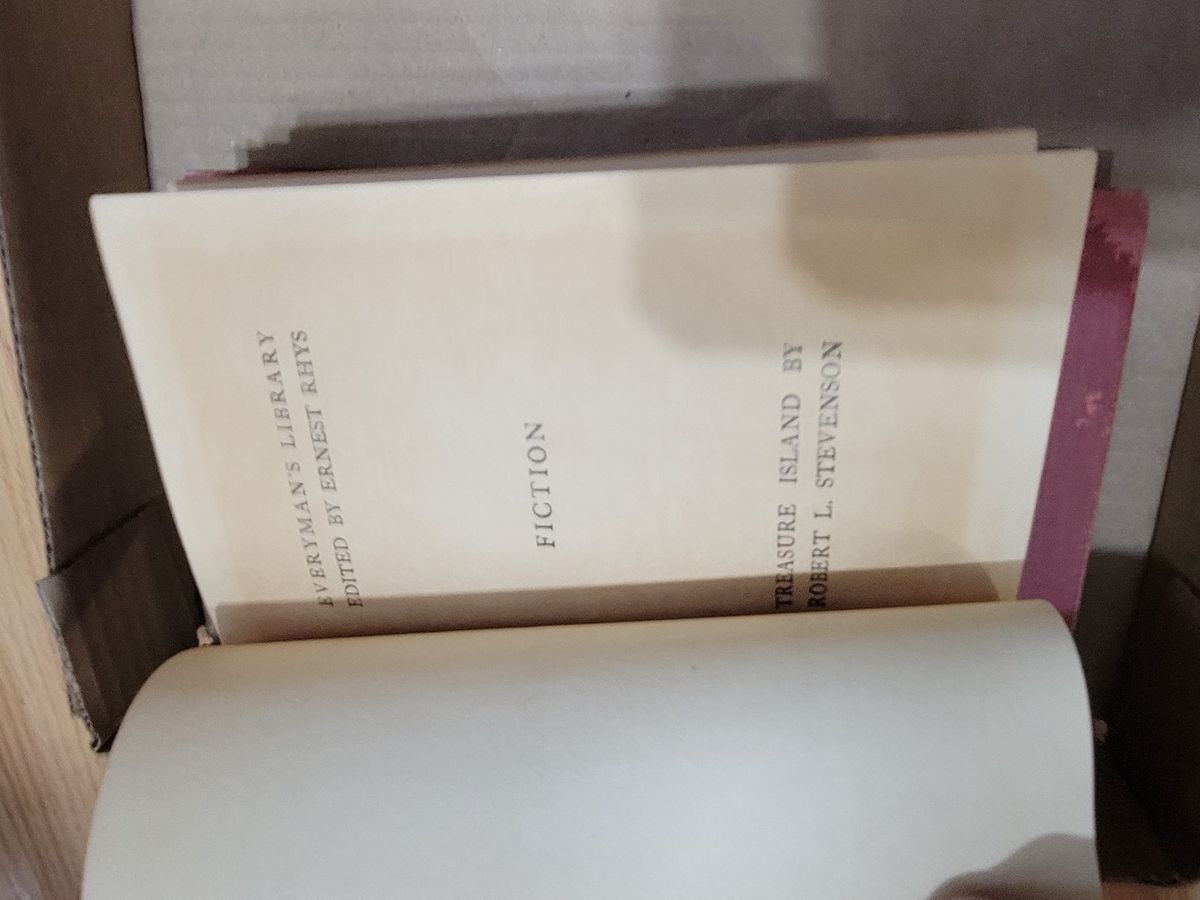 EVERYMAN'S LIBRARY
EDITED BY ERNEST RHYS
FICTION
TREASURE ISLAND BY
ROBERT L. STEVENSON